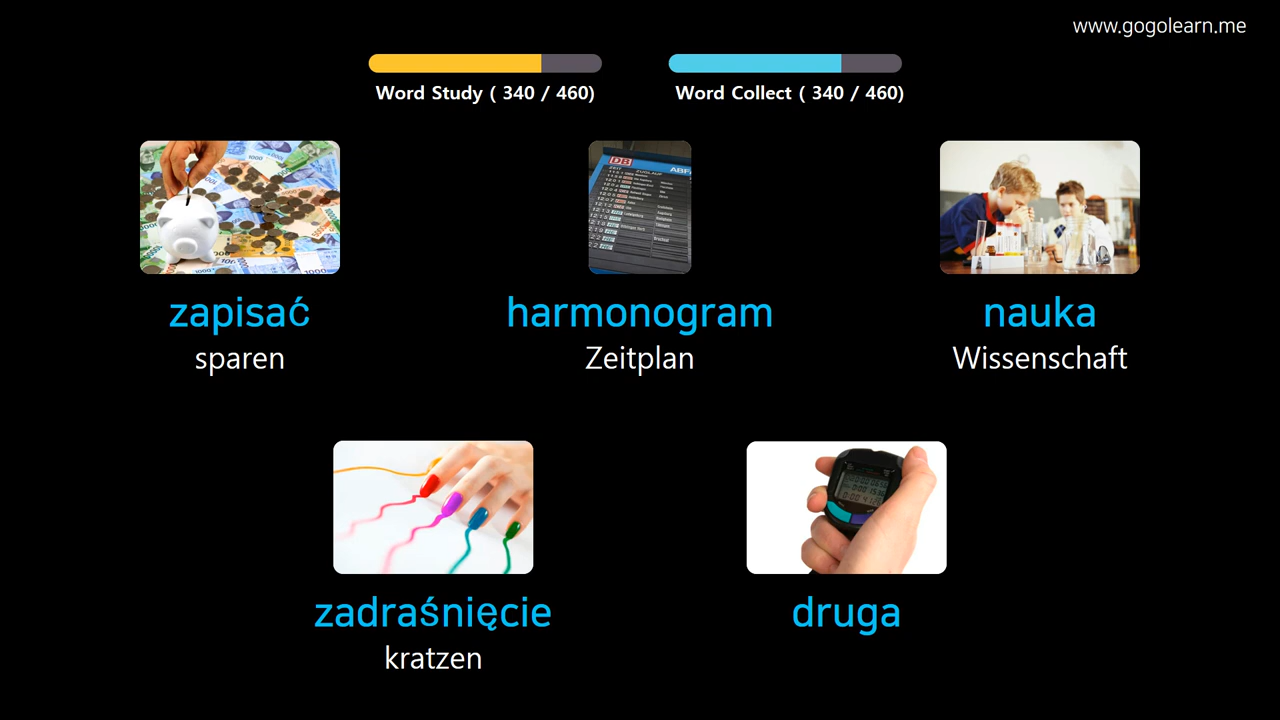 www.gogolearn.me
Word Study ( 340 / 460)
Word Collect ( 340 / 460)
DB
zapisać
sparen
harmonogram
Zeitplan
nauka
Wissenschaft
zadraśnięcie
kratzen
druga